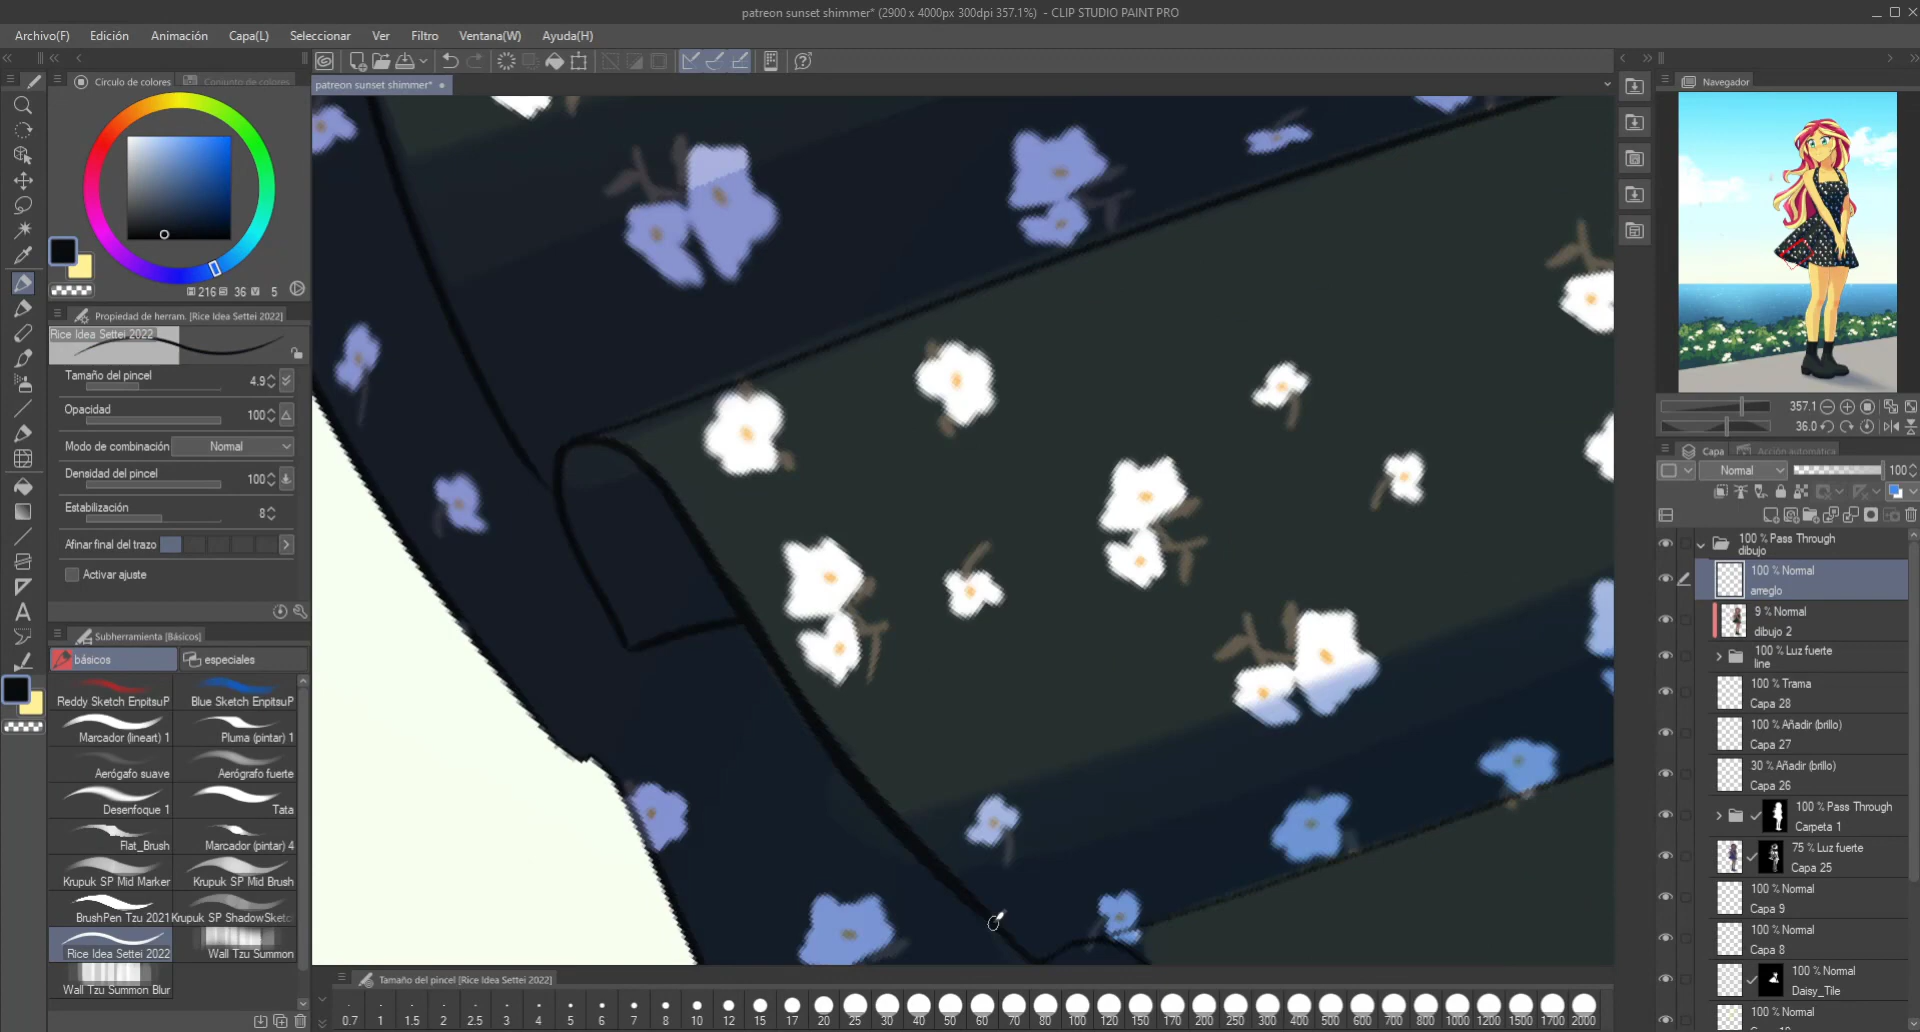 patreon sunset shimmer* (2900 x 4000px 300dpi 357.1%) - CLIP STUDIO PAINT PRO
Archivo(F) Edición Animación Capa(L) Seleccionar Ver Filtro Ventana(W) Ayuda(H)
Círculo de colores Conjunto de colores
patreon sunset shimmer*
216 36 5
Propiedad de herram. [Rice Idea Settei 2022]
Rice Idea Settei 2022
Tamaño del pincel 4.9
Opacidad 100
Modo de combinación Normal
Densidad del pincel 100
Estabilización 8
Afinar final del trazo
Activar ajuste
Subherramienta [Básicos]
básicos especiales
Reddy Sketch EnpitsuP Blue Sketch EnpitsuP
Marcador (lineart) 1 Pluma (pintar) 1
Aerógafo suave Aerógrafo fuerte
Desenfoque 1 Tata
Flat_Brush Marcador (pintar) 4
Krupuk SP Mid Marker Krupuk SP Mid Brush
BrushPen Tzu 2021 Krupuk SP ShadowSketc
Rice Idea Settei 2022 Wall Tzu Summon
Wall Tzu Summon Blur
Tamaño del pincel [Rice Idea Settei 2022]
0.7 1 1.5 2 2.5 3 4 5 6 7 8 10 12 15 17 20 25 30 40 50 60 70 80 100 120 150 170 200 250 300 400 500 600 700 800 1000 1200 1500 1700 2000
Navegador
357.1
36.0
Capa Acción automática
Normal 100
100 % Pass Through
dibujo
100 % Normal
arreglo
9 % Normal
dibujo 2
100 % Luz fuerte
line
100 % Trama
Capa 28
100 % Añadir (brillo)
Capa 27
30 % Añadir (brillo)
Capa 26
100 % Pass Through
Carpeta 1
75 % Luz fuerte
Capa 25
100 % Normal
Capa 9
100 % Normal
Capa 8
100 % Normal
Daisy_Tile
100 % Normal